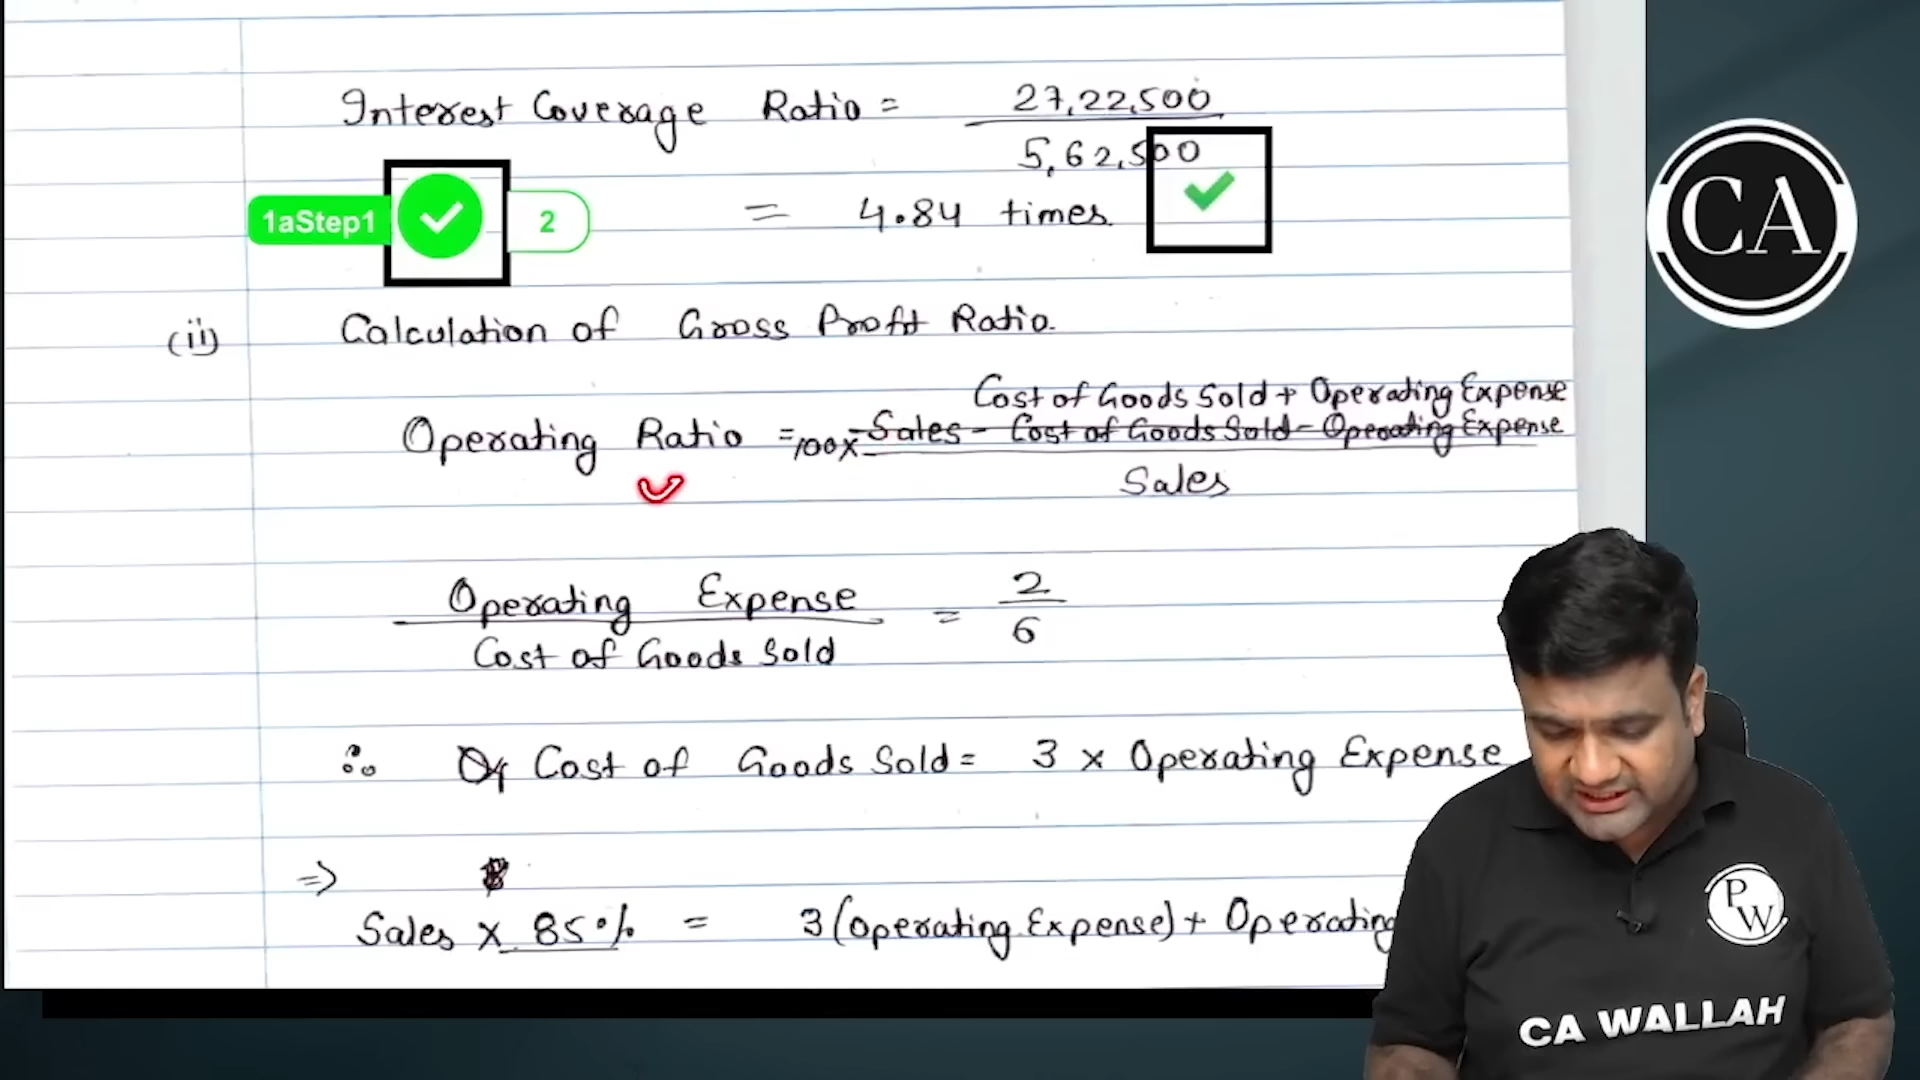 Interest Coverage Ratio = 27,22,500
5,62,500
1aStep1 2
= 4.84 times.
CA
(ii) Calculation of Gross Profit Ratio.
Cost of Goods Sold + Operating Expense
Operating Ratio = 100 x Sales - Cost of Goods Sold - Operating Expense
Sales
Operating Expense = 2
Cost of Goods Sold 6
∴ Cost of Goods Sold = 3 x Operating Expense
⇒
Sales x 85% = 3 (Operating Expense) + Operating
PW
CA WALLAH